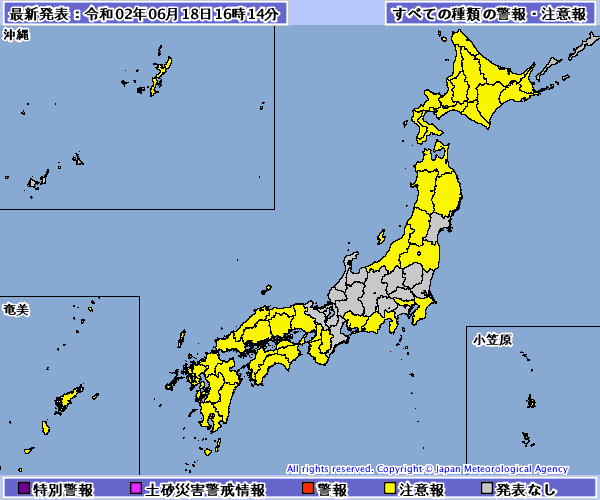 最新発表：令和02年06月18日16時14分
すべての種類の警報・注意報
沖縄
奄美
小笠原
All rights reserved. Copyright © Japan Meteorological Agency
特別警報
土砂災害警戒情報
警報
注意報
発表なし